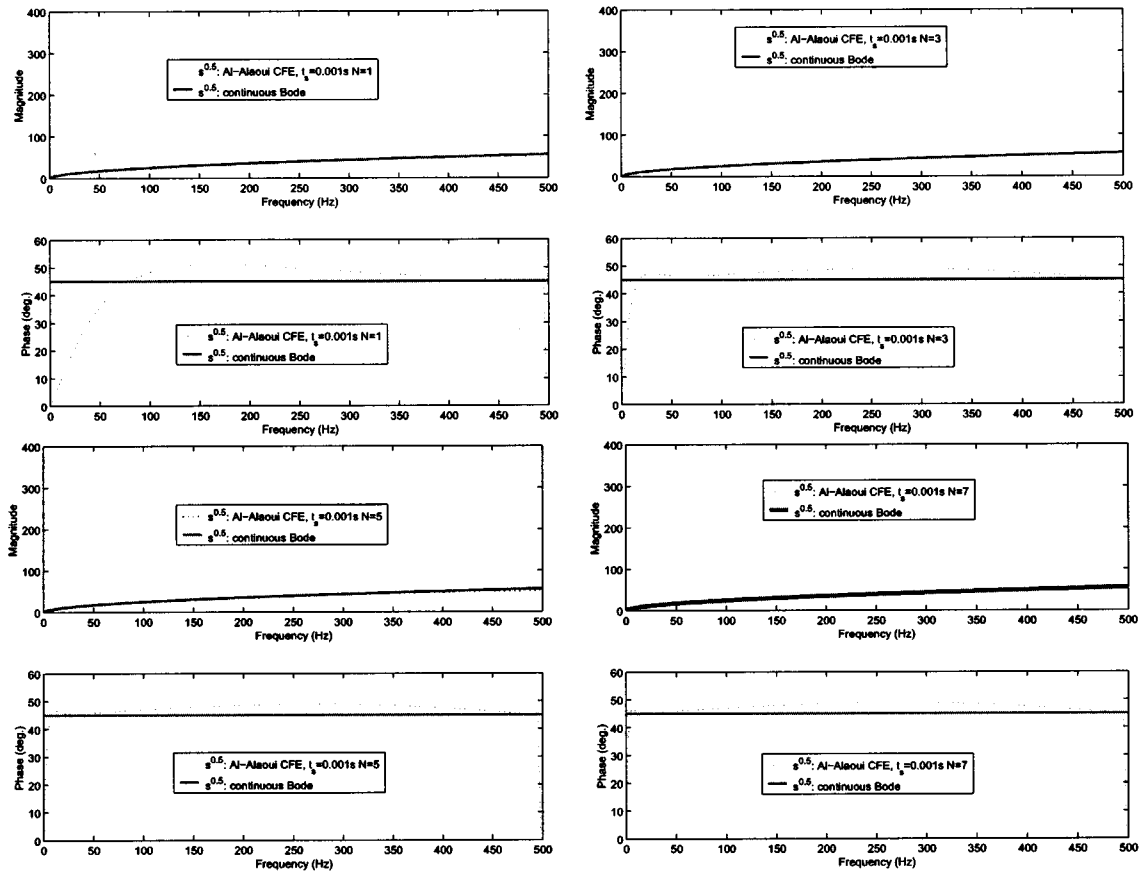 400
300
200
100
0
Magnitude
s^0.5: Al-Alaoui CFE, t_s=0.001s N=1
s^0.5: continuous Bode
0 50 100 150 200 250 300 350 400 450 500
Frequency (Hz)
400
300
200
100
0
Magnitude
s^0.5: Al-Alaoui CFE, t_s=0.001s N=3
s^0.5: continuous Bode
0 50 100 150 200 250 300 350 400 450 500
Frequency (Hz)
60
50
40
30
20
10
0
Phase (deg.)
s^0.5: Al-Alaoui CFE, t_s=0.001s N=1
s^0.5: continuous Bode
0 50 100 150 200 250 300 350 400 450 500
Frequency (Hz)
60
50
40
30
20
10
0
Phase (deg.)
s^0.5: Al-Alaoui CFE, t_s=0.001s N=3
s^0.5: continuous Bode
0 50 100 150 200 250 300 350 400 450 500
Frequency (Hz)
400
300
200
100
0
Magnitude
s^0.5: Al-Alaoui CFE, t_s=0.001s N=5
s^0.5: continuous Bode
0 50 100 150 200 250 300 350 400 450 500
Frequency (Hz)
400
300
200
100
0
Magnitude
s^0.5: Al-Alaoui CFE, t_s=0.001s N=7
s^0.5: continuous Bode
0 50 100 150 200 250 300 350 400 450 500
Frequency (Hz)
60
50
40
30
20
10
0
Phase (deg.)
s^0.5: Al-Alaoui CFE, t_s=0.001s N=5
s^0.5: continuous Bode
0 50 100 150 200 250 300 350 400 450 500
Frequency (Hz)
60
50
40
30
20
10
0
Phase (deg.)
s^0.5: Al-Alaoui CFE, t_s=0.001s N=7
s^0.5: continuous Bode
0 50 100 150 200 250 300 350 400 450 500
Frequency (Hz)